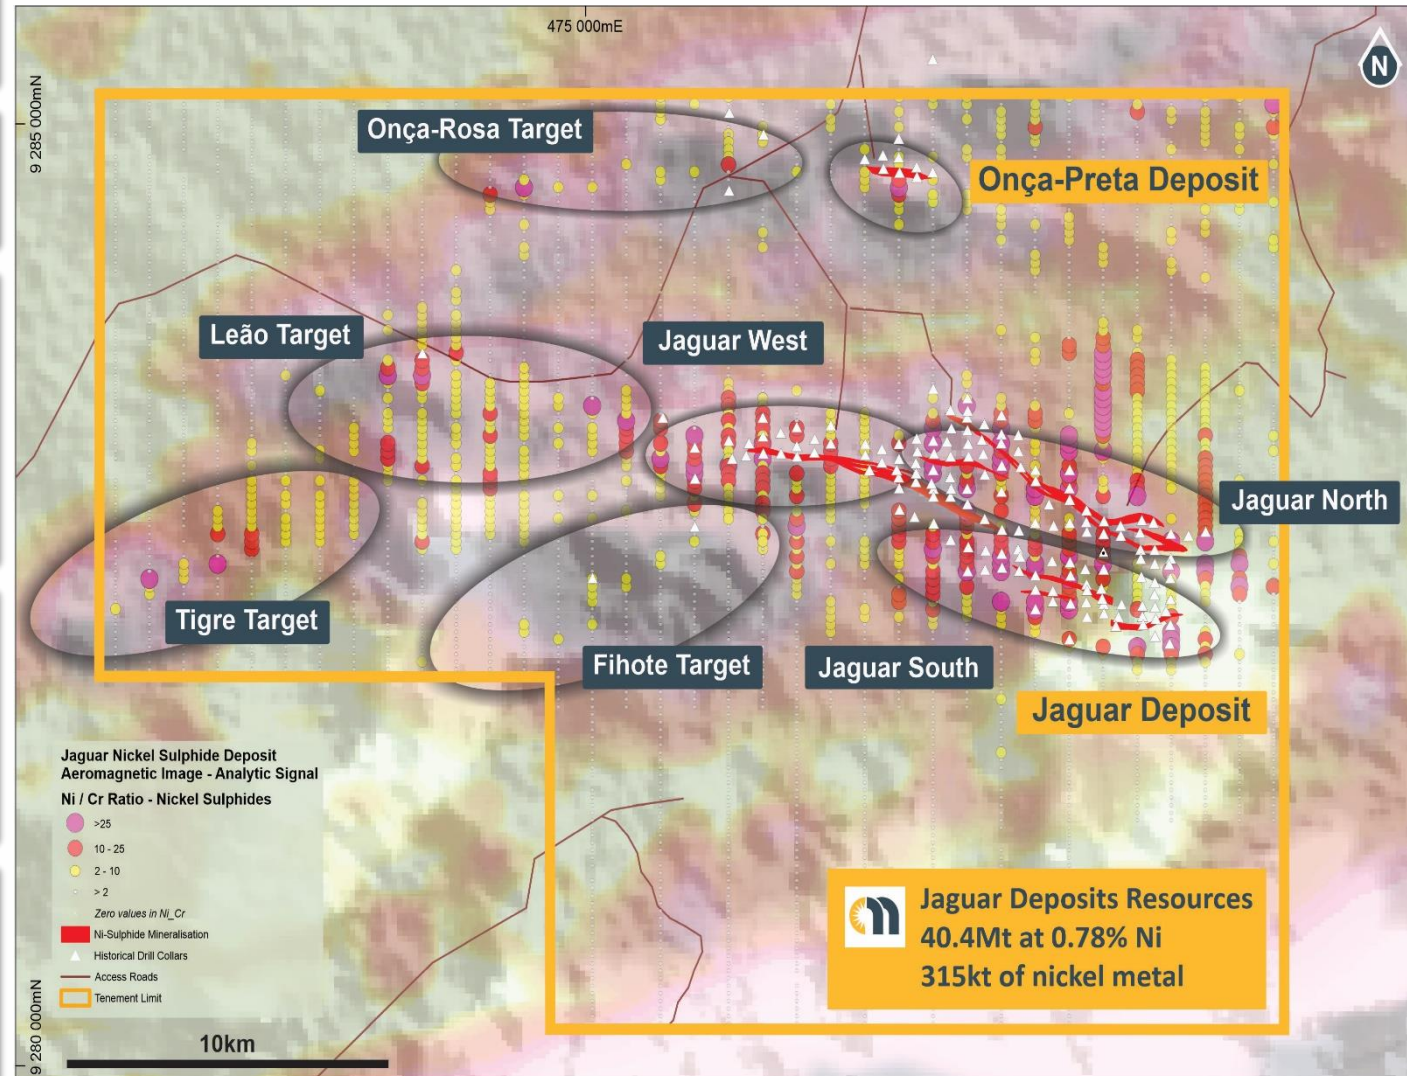 475 000mE
N
9 285 000mN
Onça-Rosa Target
Onça-Preta Deposit
Leão Target
Jaguar West
Jaguar North
Tigre Target
Fihote Target
Jaguar South
Jaguar Deposit
Jaguar Nickel Sulphide Deposit
Aeromagnetic Image - Analytic Signal
Ni / Cr Ratio - Nickel Sulphides
>25
10 - 25
2 - 10
> 2
Zero values in Ni_Cr
Ni-Sulphide Mineralisation
Historical Drill Collars
Access Roads
Tenement Limit
Jaguar Deposits Resources
40.4Mt at 0.78% Ni
315kt of nickel metal
9 280 000mN
10km